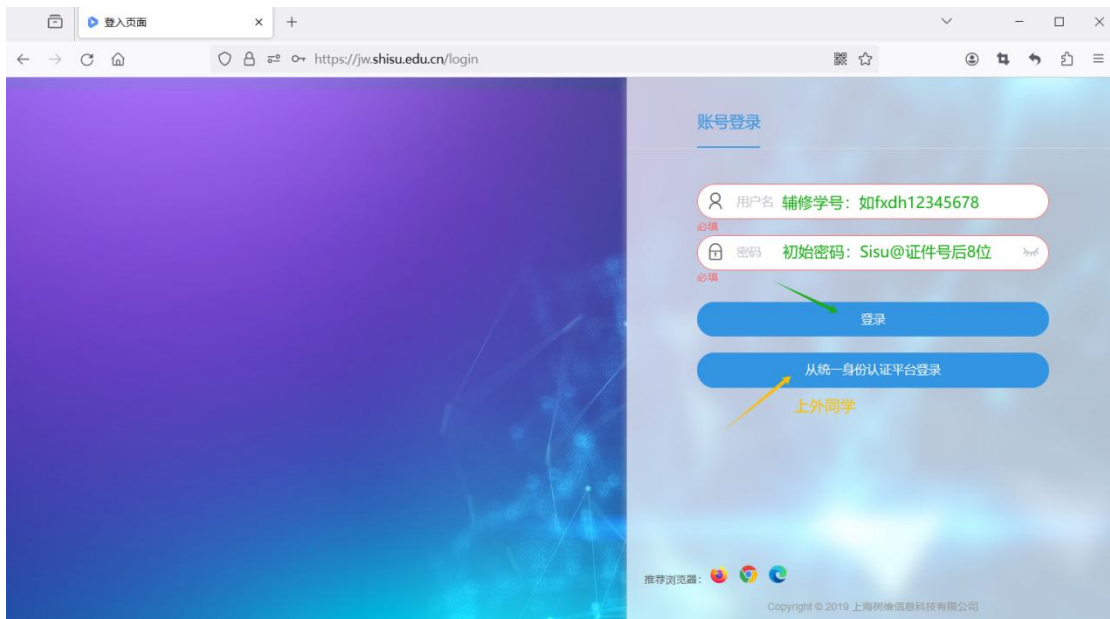 登入页面
https://jw.shisu.edu.cn/login
账号登录
用户名 辅修学号：如fxdh12345678
必填
密码 初始密码：Sisu@证件号后8位
必填
登录
从统一身份认证平台登录
上外同学
推荐浏览器：
Copyright © 2019 上海树维信息科技有限公司